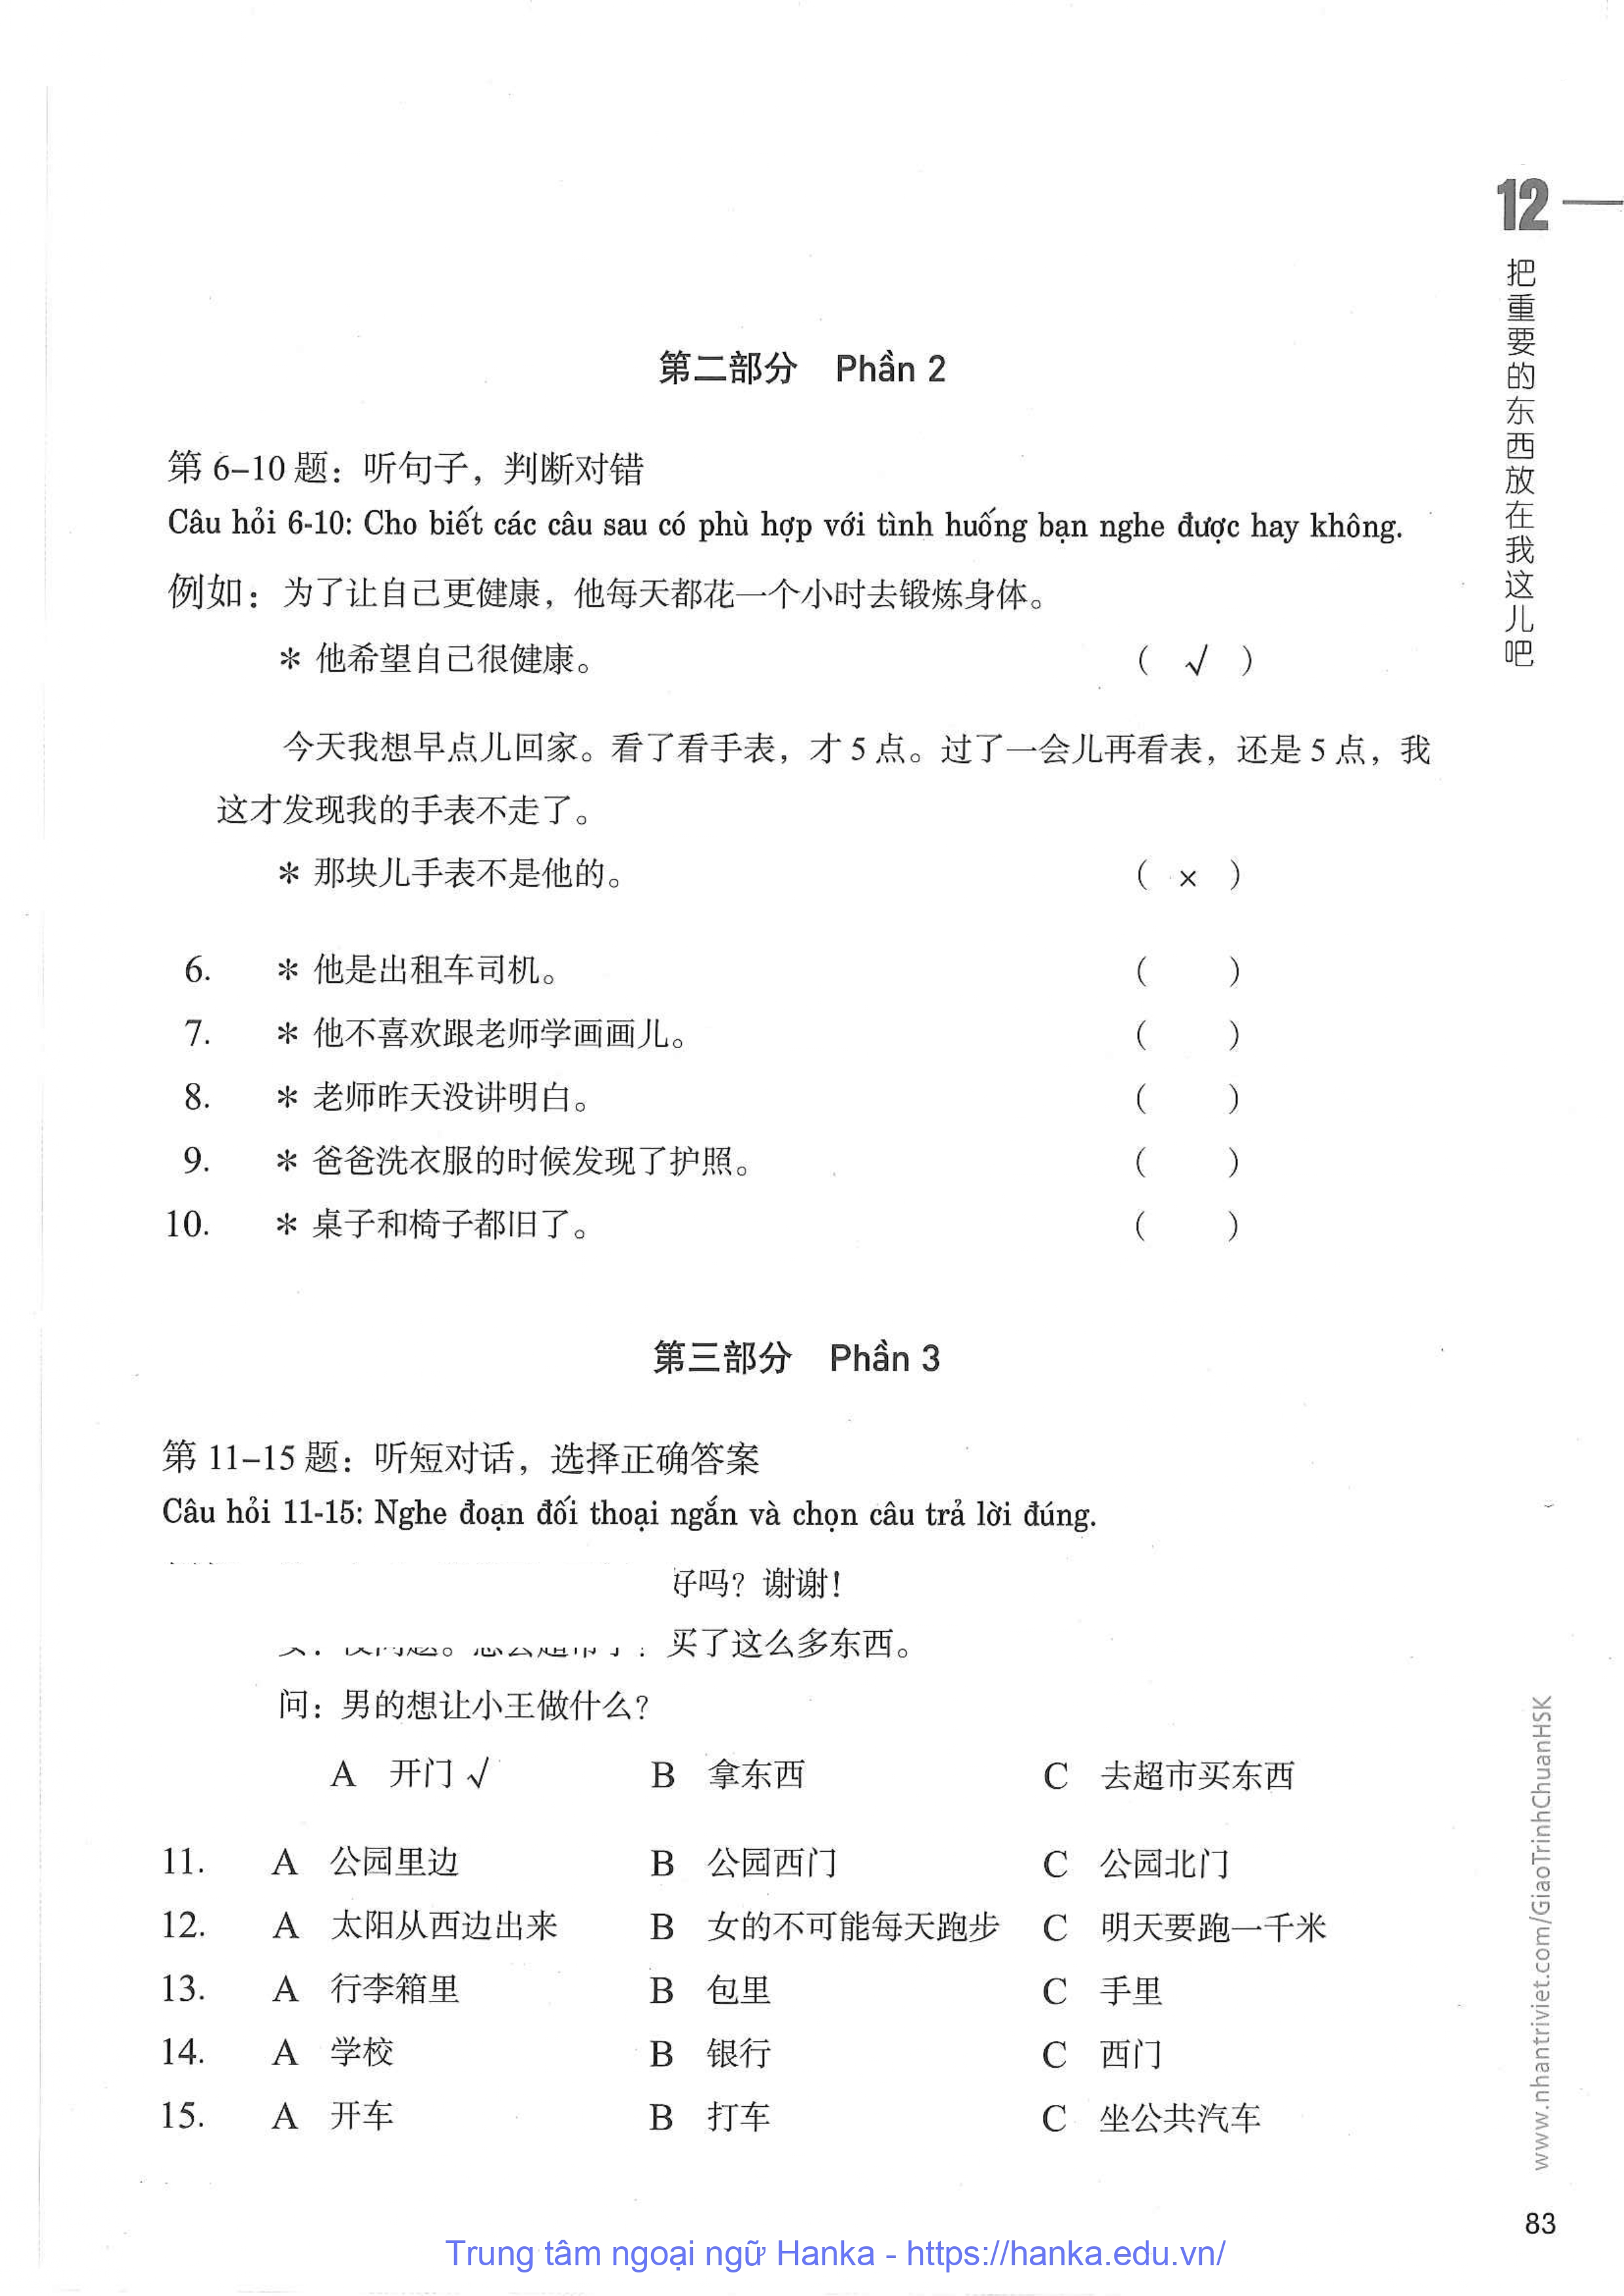 12
把重要的东西放在我这儿吧
第二部分 Phần 2
第 6–10 题：听句子，判断对错
Câu hỏi 6-10: Cho biết các câu sau có phù hợp với tình huống bạn nghe được hay không.
例如：为了让自己更健康，他每天都花一个小时去锻炼身体。
＊ 他希望自己很健康。 （ √ ）
今天我想早点儿回家。看了看手表，才 5 点。过了一会儿再看表，还是 5 点，我
这才发现我的手表不走了。
＊ 那块儿手表不是他的。 （ × ）
6. ＊ 他是出租车司机。 （ ）
7. ＊ 他不喜欢跟老师学画画儿。 （ ）
8. ＊ 老师昨天没讲明白。 （ ）
9. ＊ 爸爸洗衣服的时候发现了护照。 （ ）
10. ＊ 桌子和椅子都旧了。 （ ）
第三部分 Phần 3
第 11–15 题：听短对话，选择正确答案
Câu hỏi 11-15: Nghe đoạn đối thoại ngắn và chọn câu trả lời đúng.
好吗？谢谢！
买了这么多东西。
问：男的想让小王做什么？
A 开门 √ B 拿东西 C 去超市买东西
11. A 公园里边 B 公园西门 C 公园北门
12. A 太阳从西边出来 B 女的不可能每天跑步 C 明天要跑一千米
13. A 行李箱里 B 包里 C 手里
14. A 学校 B 银行 C 西门
15. A 开车 B 打车 C 坐公共汽车
www.nhantriviet.com/GiaoTrinhChuanHSK
83
Trung tâm ngoại ngữ Hanka - https://hanka.edu.vn/